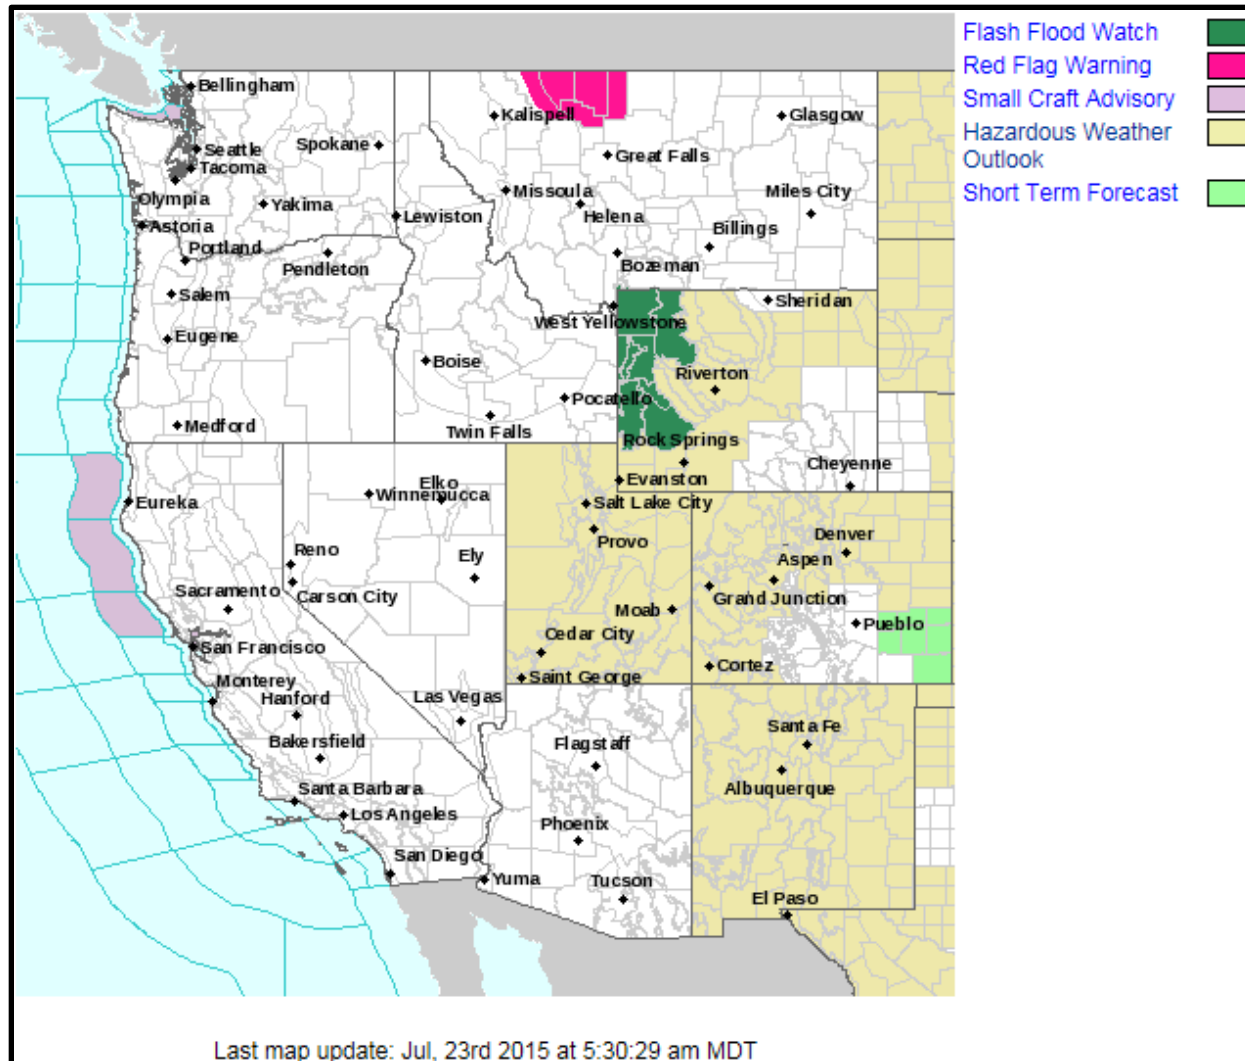 Flash Flood Watch
Red Flag Warning
Small Craft Advisory
Hazardous Weather
Outlook
Short Term Forecast
Bellingham
Kalispell
Glasgow
Seattle
Spokane
Great Falls
Tacoma
Olympia
Yakima
Missoula
Miles City
Helena
Lewiston
Astoria
Billings
Portland
Pendleton
Bozeman
Salem
Sheridan
West Yellowstone
Eugene
Boise
Riverton
Pocatello
Medford
Twin Falls
Rock Springs
Cheyenne
Evanston
Elko
Winnemucca
Eureka
Salt Lake City
Provo
Denver
Reno
Ely
Aspen
Sacramento
Carson City
Grand Junction
Moab
Pueblo
Cedar City
San Francisco
Cortez
Saint George
Monterey
Hanford
Las Vegas
Santa Fe
Bakersfield
Flagstaff
Albuquerque
Santa Barbara
Los Angeles
Phoenix
San Diego
Yuma
Tucson
El Paso
Last map update: Jul, 23rd 2015 at 5:30:29 am MDT